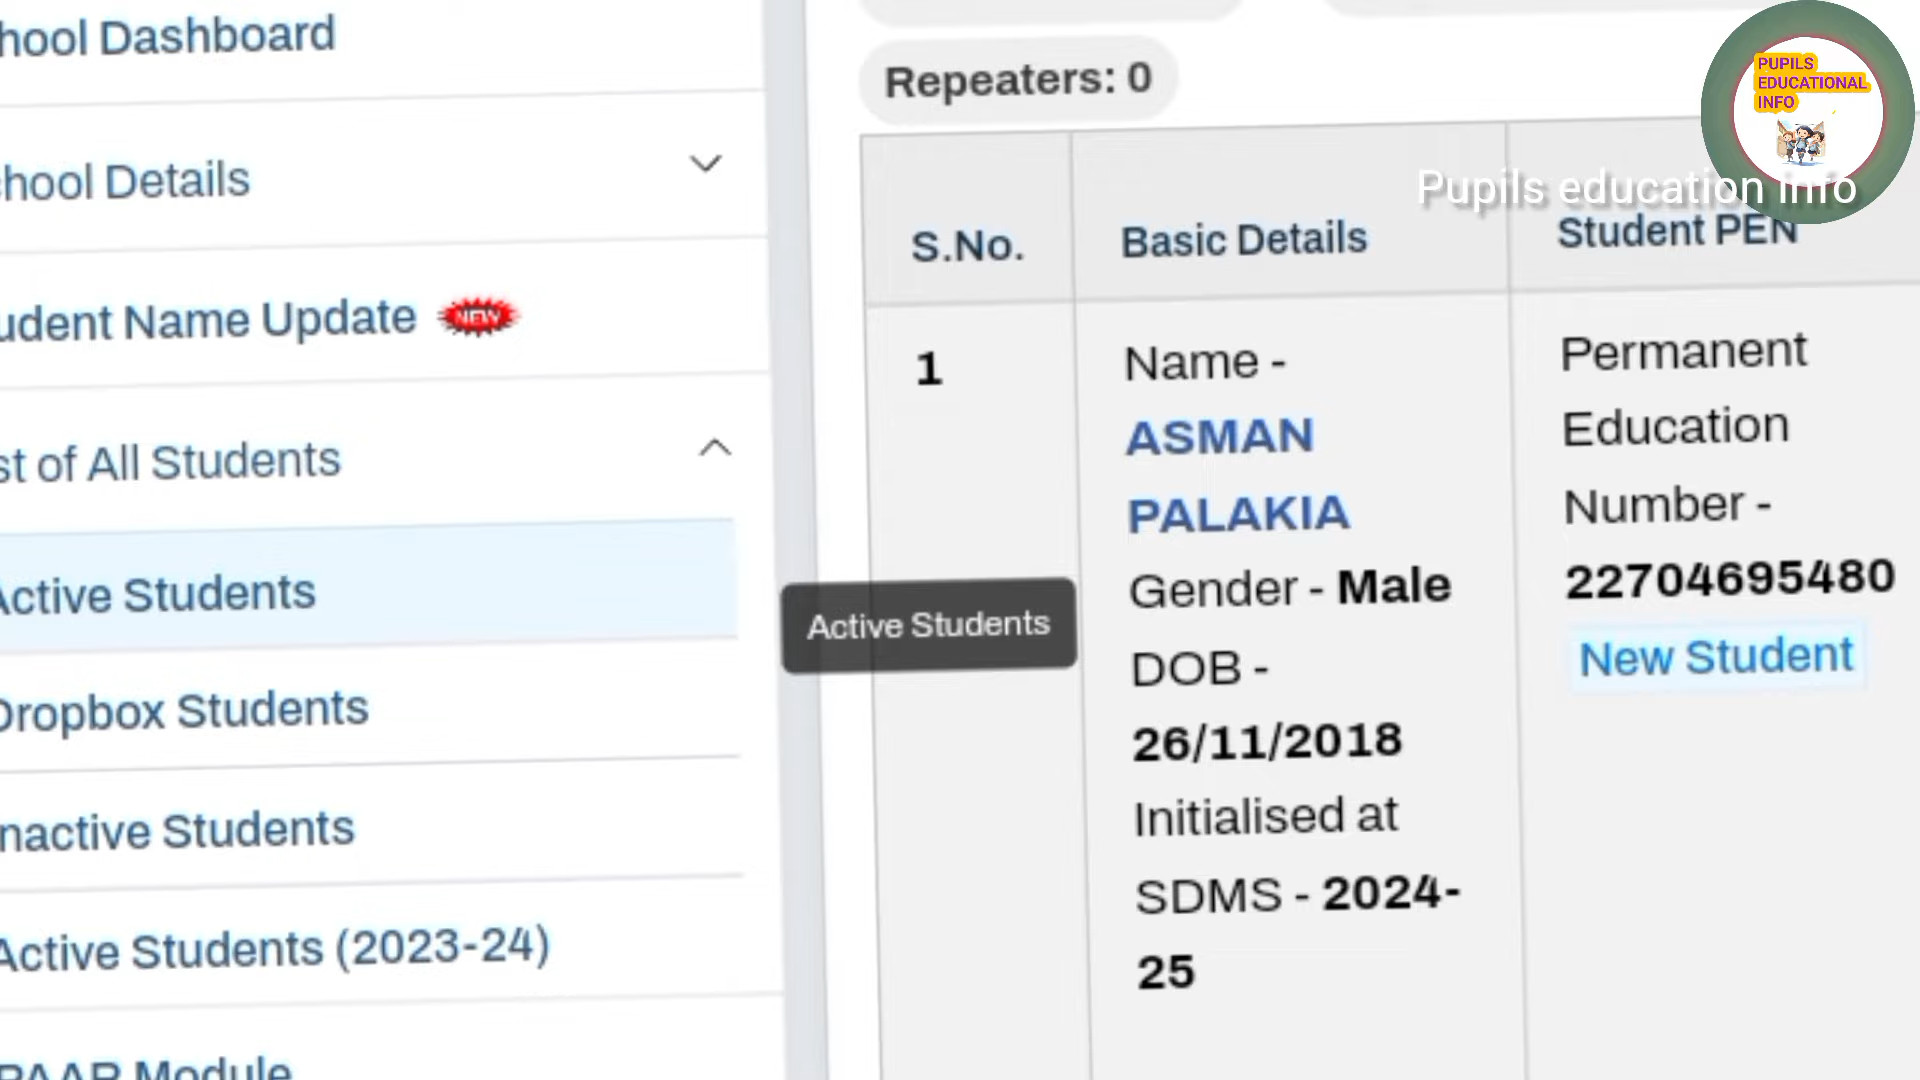 hool Dashboard
hool Details
udent Name Update NEW
st of All Students
Active Students
Dropbox Students
nactive Students
Active Students (2023-24)
PAAR Module
Active Students
Repeaters: 0
S.No.
Basic Details
Student PEN
1
Name -
ASMAN
PALAKIA
Gender - Male
DOB -
26/11/2018
Initialised at
SDMS - 2024-
25
Permanent
Education
Number -
22704695480
New Student
PUPILS
EDUCATIONAL
INFO
Pupils education info